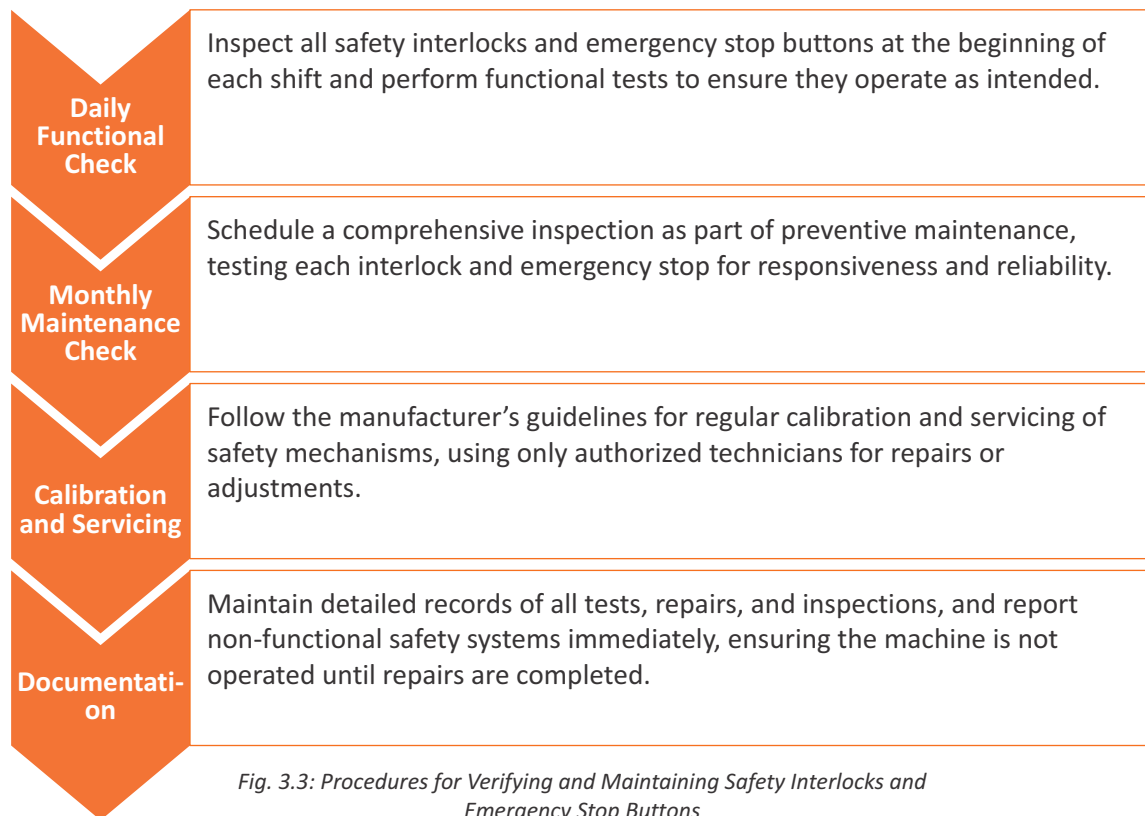 Daily
Functional
Check
Inspect all safety interlocks and emergency stop buttons at the beginning of
each shift and perform functional tests to ensure they operate as intended.
Monthly
Maintenance
Check
Schedule a comprehensive inspection as part of preventive maintenance,
testing each interlock and emergency stop for responsiveness and reliability.
Calibration
and Servicing
Follow the manufacturer’s guidelines for regular calibration and servicing of
safety mechanisms, using only authorized technicians for repairs or
adjustments.
Documentati-
on
Maintain detailed records of all tests, repairs, and inspections, and report
non-functional safety systems immediately, ensuring the machine is not
operated until repairs are completed.
Fig. 3.3: Procedures for Verifying and Maintaining Safety Interlocks and
Emergency Stop Buttons